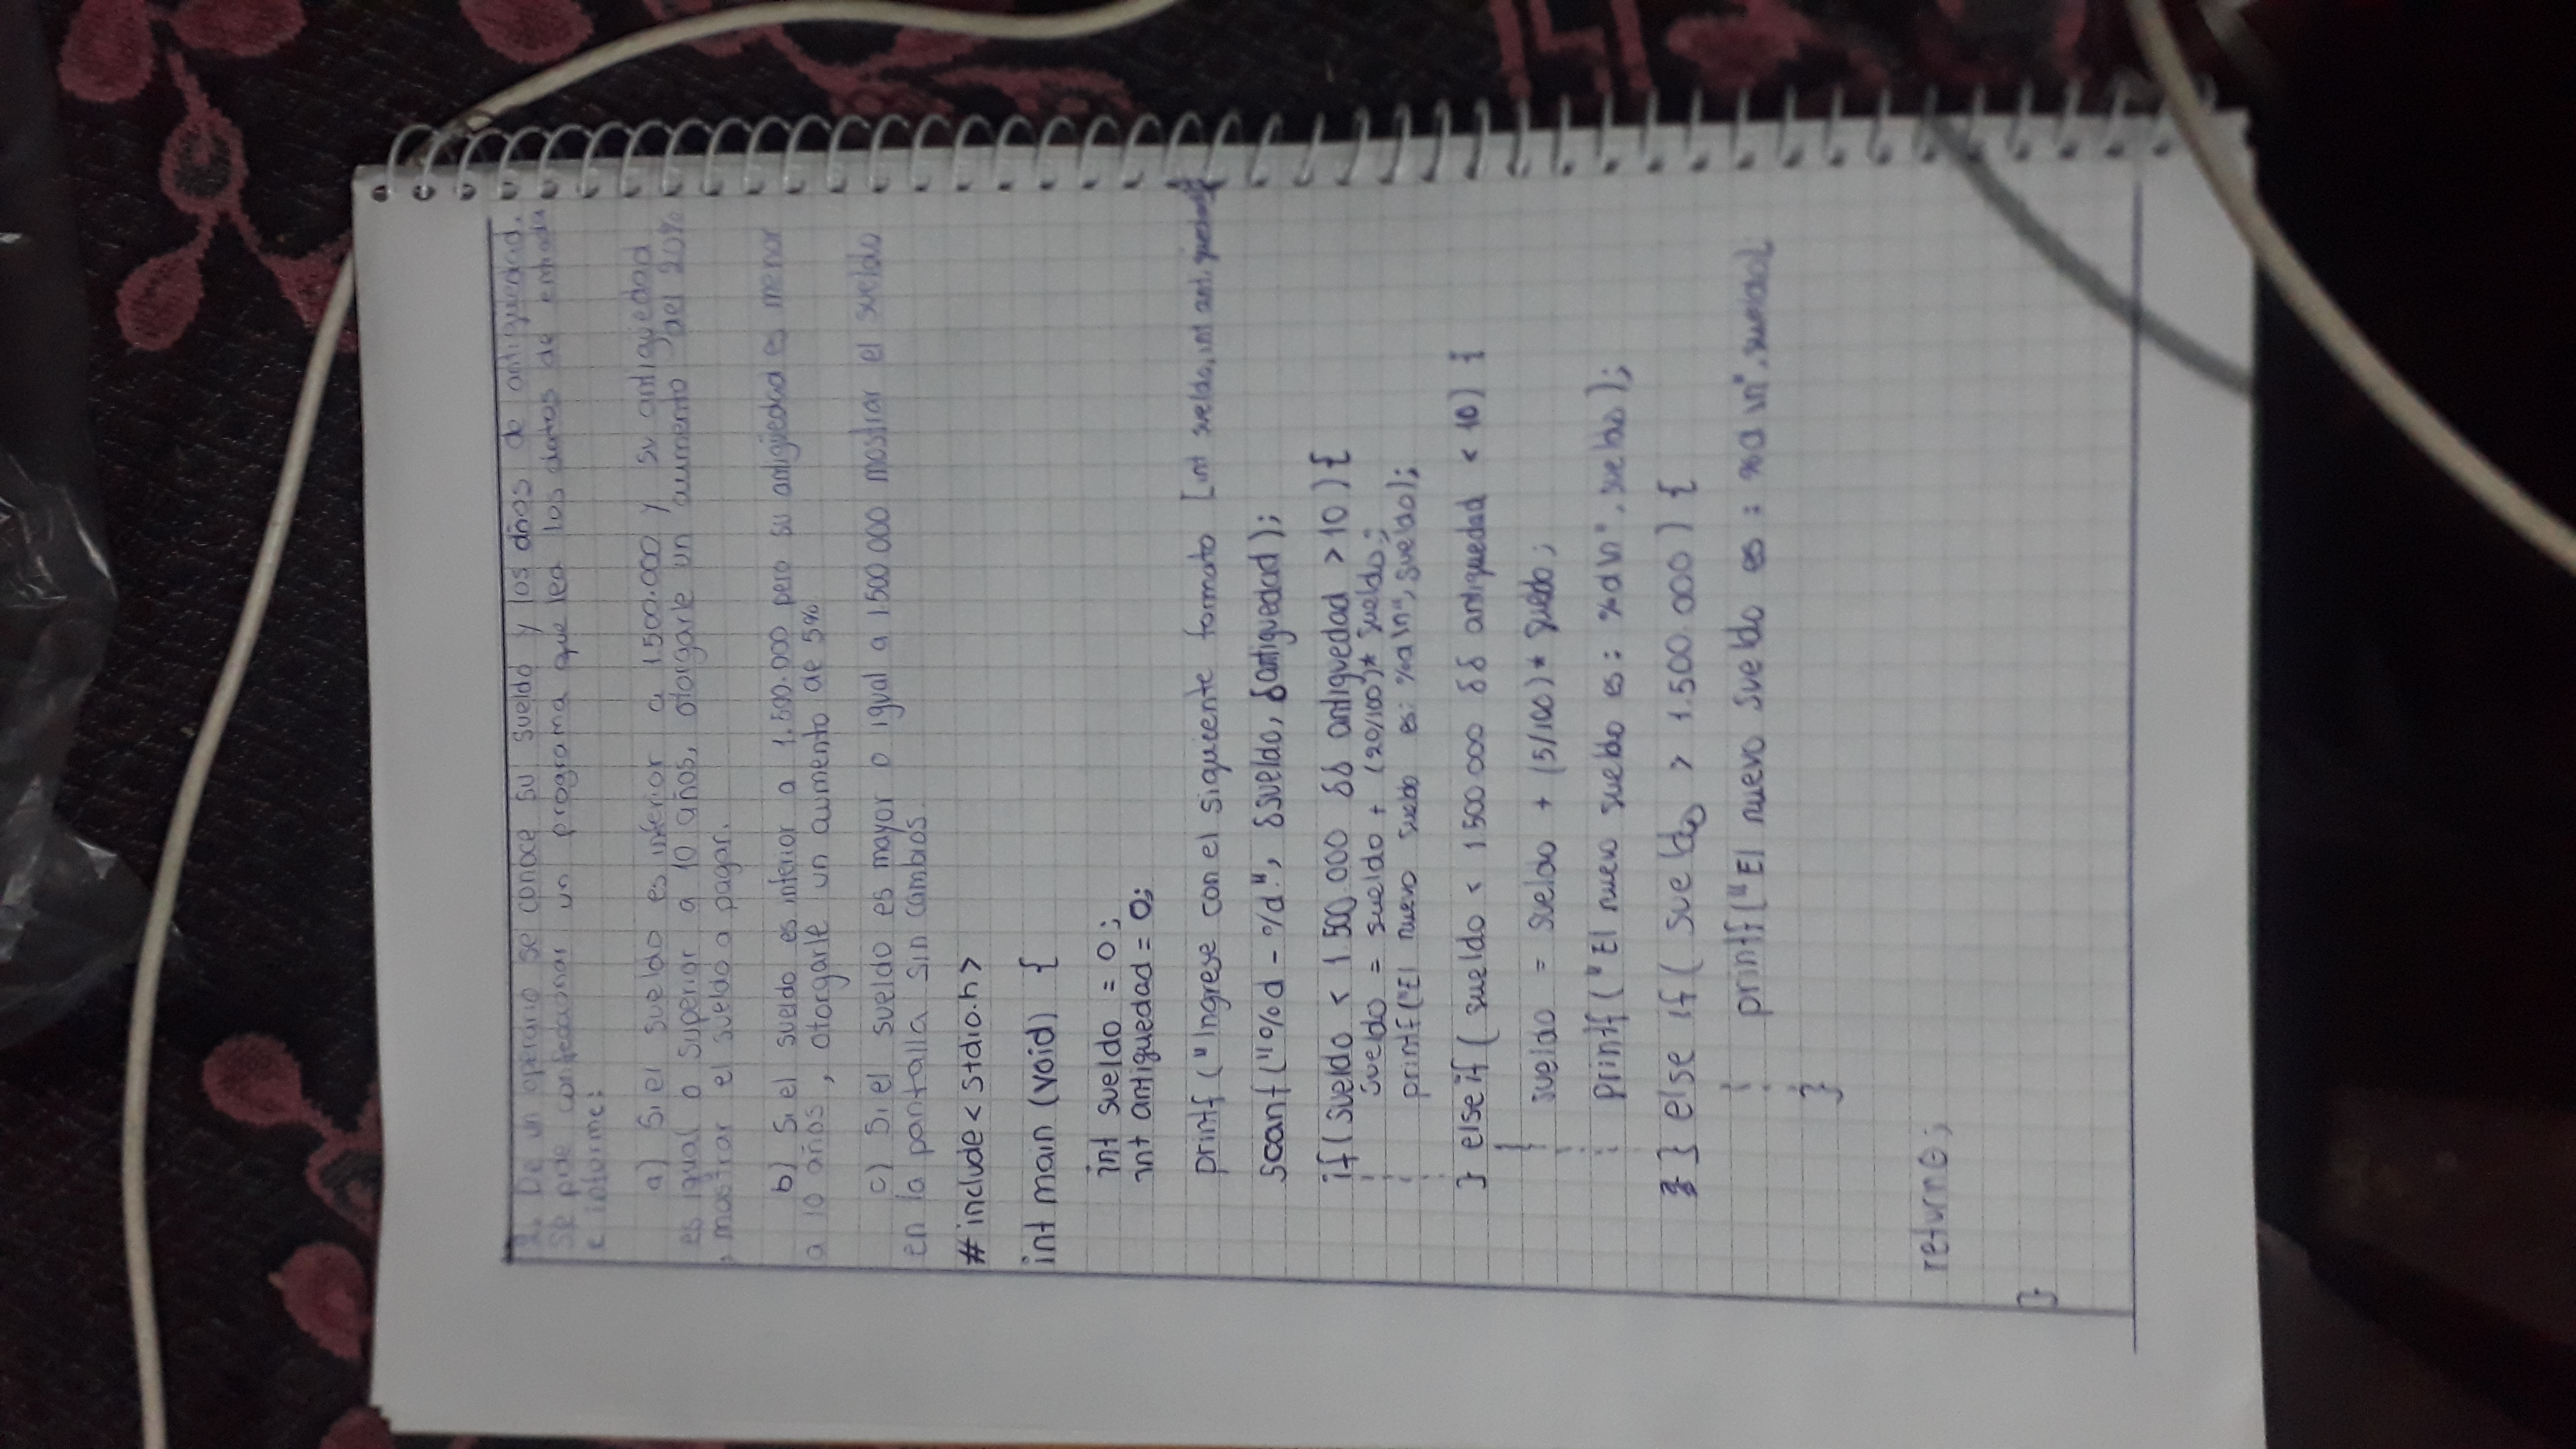 2. De un operario se conoce su sueldo y los años de antiguedad.
Se pide confeccionar un programa que lea los datos de entrada
e informe:
a) Si el sueldo es inferior a 1.500.000 y su antiguedad
es igual o superior a 10 años, otorgarle un aumento del 20%
, mostrar el sueldo a pagar.
b) Si el sueldo es inferior a 1.500.000 pero su antigüedad es menor
a 10 años, otorgarle un aumento de 5%
c) Si el sueldo es mayor o igual a 1.500.000 mostrar el sueldo
en la pantalla sin cambios.
#include < stdio.h >
int main (void) {
int sueldo = 0;
int antiguedad = 0;
printf ("Ingrese con el siguiente formato [int sueldo, int antiguedad]
scanf ("%d - %d.", &sueldo, &antiguedad);
if (sueldo < 1.500.000 && antiguedad > 10) {
sueldo = sueldo + (20/100)* sueldo;
printf("El nuevo sueldo es: %d \n", sueldo);
} else if ( sueldo < 1.500.000 && antiguedad < 10) {
sueldo = sueldo + (5/100)* sueldo;
printf ("El nuevo sueldo es: %d \n", sueldo);
} else if ( sueldo > 1.500.000) {
printf("El nuevo sueldo es: %d \n", sueldo);
}
return 0;
}